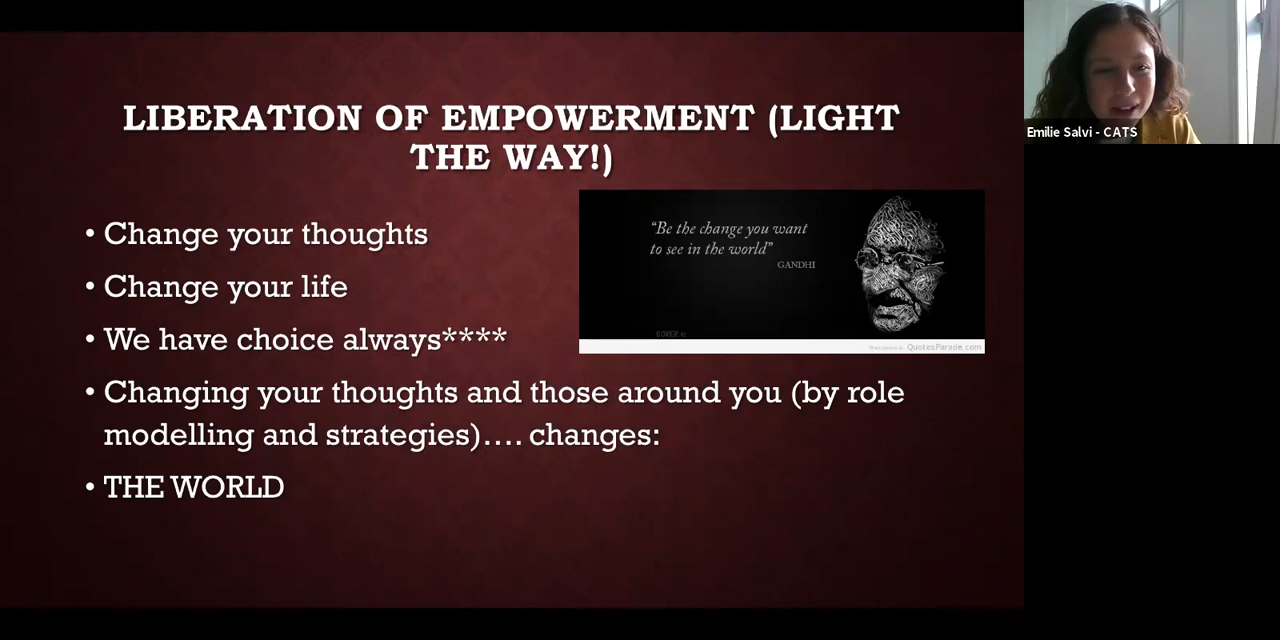 LIBERATION OF EMPOWERMENT (LIGHT
THE WAY!)
• Change your thoughts
• Change your life
• We have choice always****
• Changing your thoughts and those around you (by role
modelling and strategies).... changes:
• THE WORLD
“Be the change you want
to see in the world”
GANDHI
QuotesParade.com
Emilie Salvi - CATS